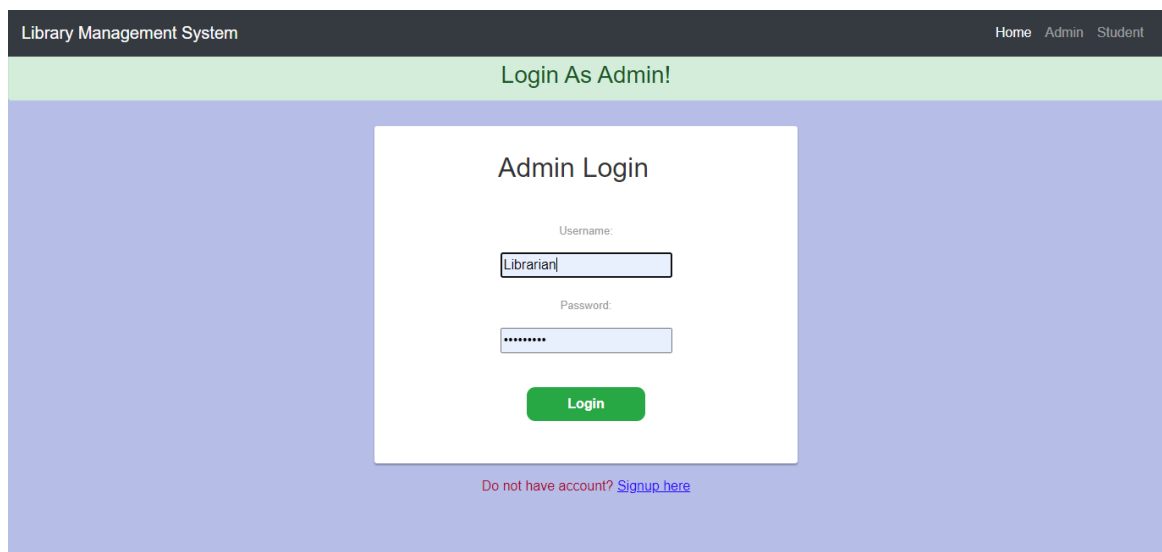 Library Management System Home Admin Student
Login As Admin!
Admin Login
Username:
Librarian
Password:
•••••••••
Login
Do not have account? Signup here